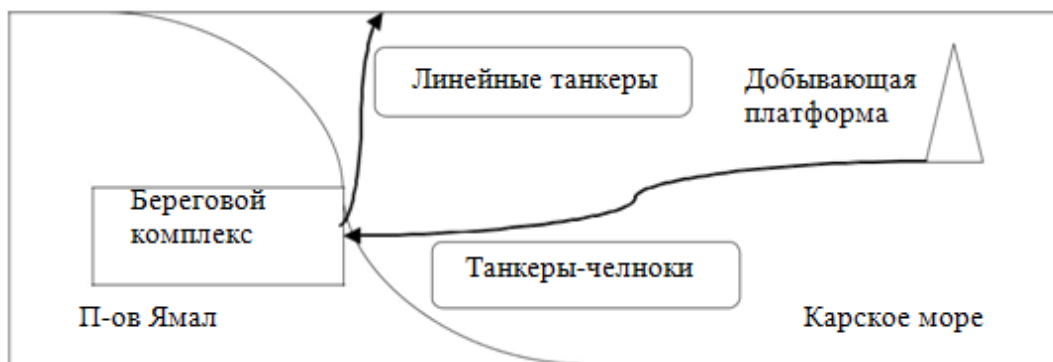 Линейные танкеры
Добывающая
платформа
Береговой
комплекс
Танкеры-челноки
П-ов Ямал
Карское море